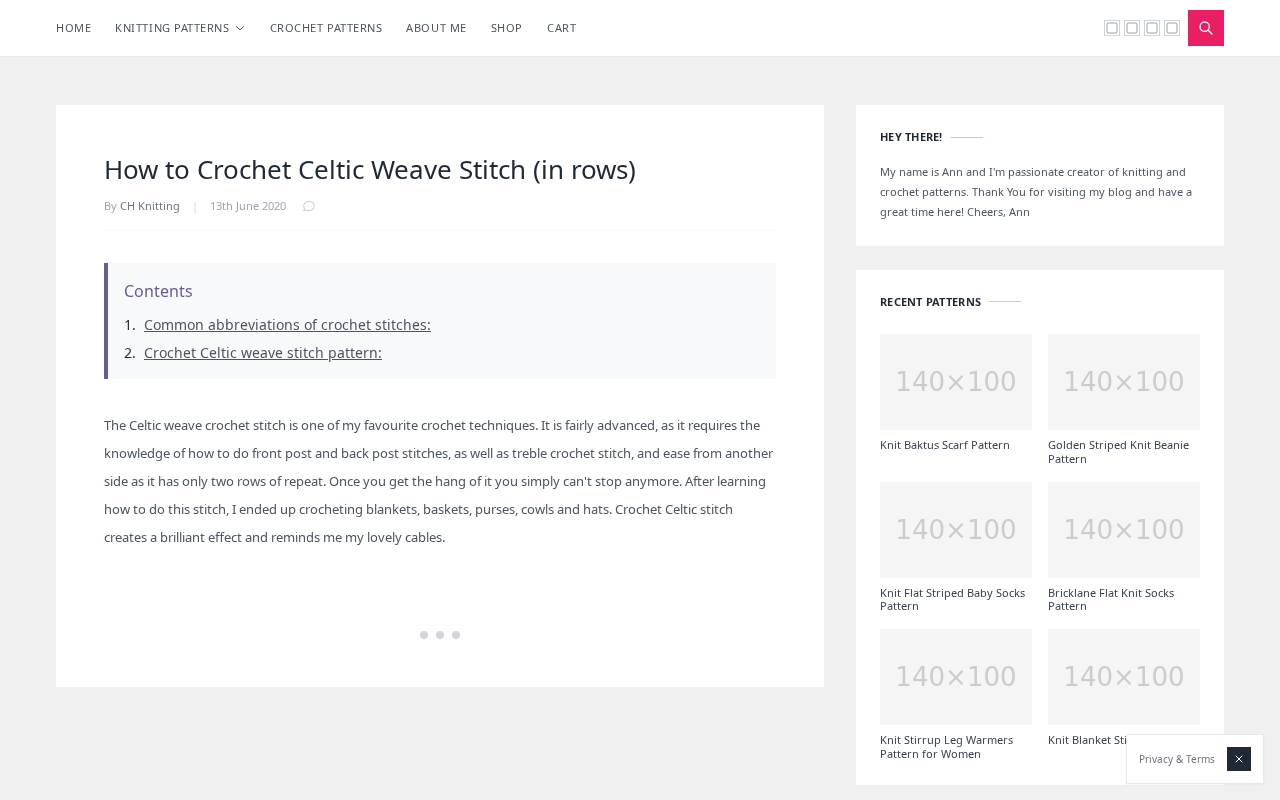 HOME
KNITTING PATTERNS
CROCHET PATTERNS
ABOUT ME
SHOP
CART
How to Crochet Celtic Weave Stitch (in rows)
By CH Knitting | 13th June 2020
Contents
1. Common abbreviations of crochet stitches:
2. Crochet Celtic weave stitch pattern:
The Celtic weave crochet stitch is one of my favourite crochet techniques. It is fairly advanced, as it requires the
knowledge of how to do front post and back post stitches, as well as treble crochet stitch, and ease from another
side as it has only two rows of repeat. Once you get the hang of it you simply can't stop anymore. After learning
how to do this stitch, I ended up crocheting blankets, baskets, purses, cowls and hats. Crochet Celtic stitch
creates a brilliant effect and reminds me my lovely cables.
HEY THERE!
My name is Ann and I'm passionate creator of knitting and
crochet patterns. Thank You for visiting my blog and have a
great time here! Cheers, Ann
RECENT PATTERNS
140×100
Knit Baktus Scarf Pattern
140×100
Golden Striped Knit Beanie
Pattern
140×100
Knit Flat Striped Baby Socks
Pattern
140×100
Bricklane Flat Knit Socks
Pattern
140×100
Knit Stirrup Leg Warmers
Pattern for Women
140×100
Knit Blanket
Privacy & Terms